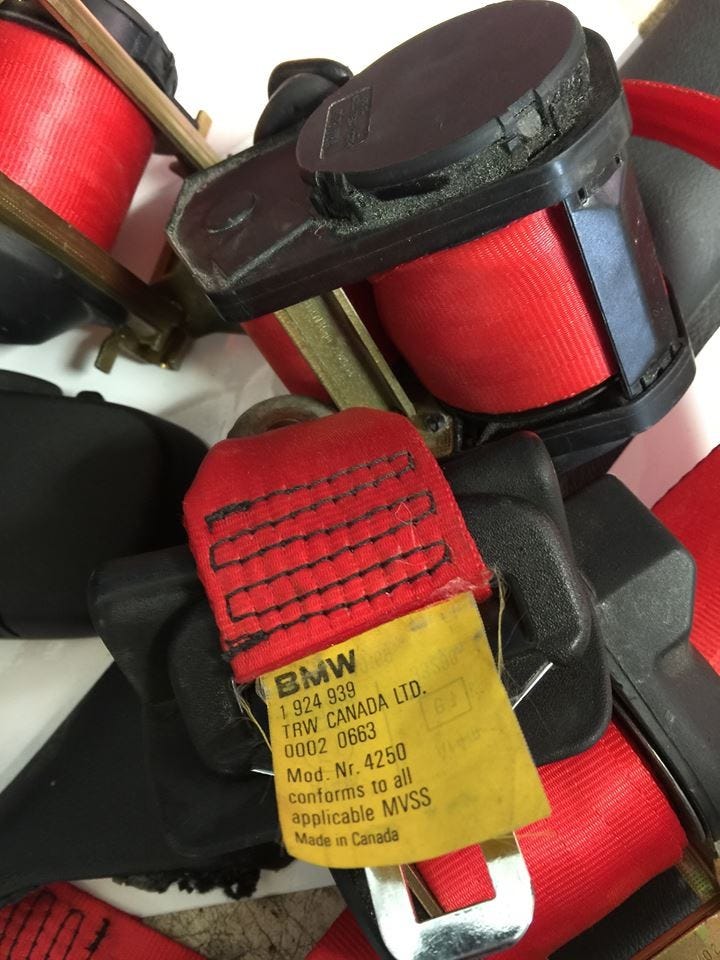 BMW
1 924 939
TRW CANADA LTD.
0002 0663
Mod. Nr. 4250
conforms to all
applicable MVSS
Made in Canada